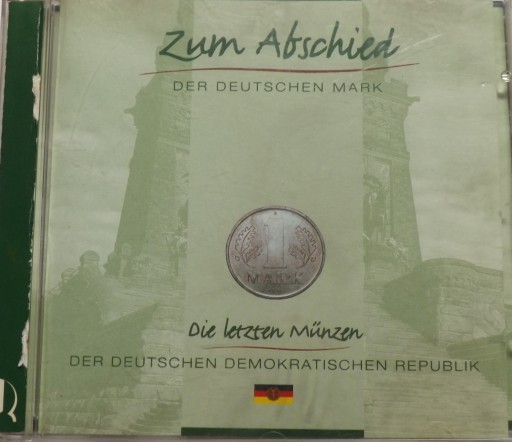 Zum Abschied
DER DEUTSCHEN MARK
1
MARK
Die letzten Münzen
DER DEUTSCHEN DEMOKRATISCHEN REPUBLIK